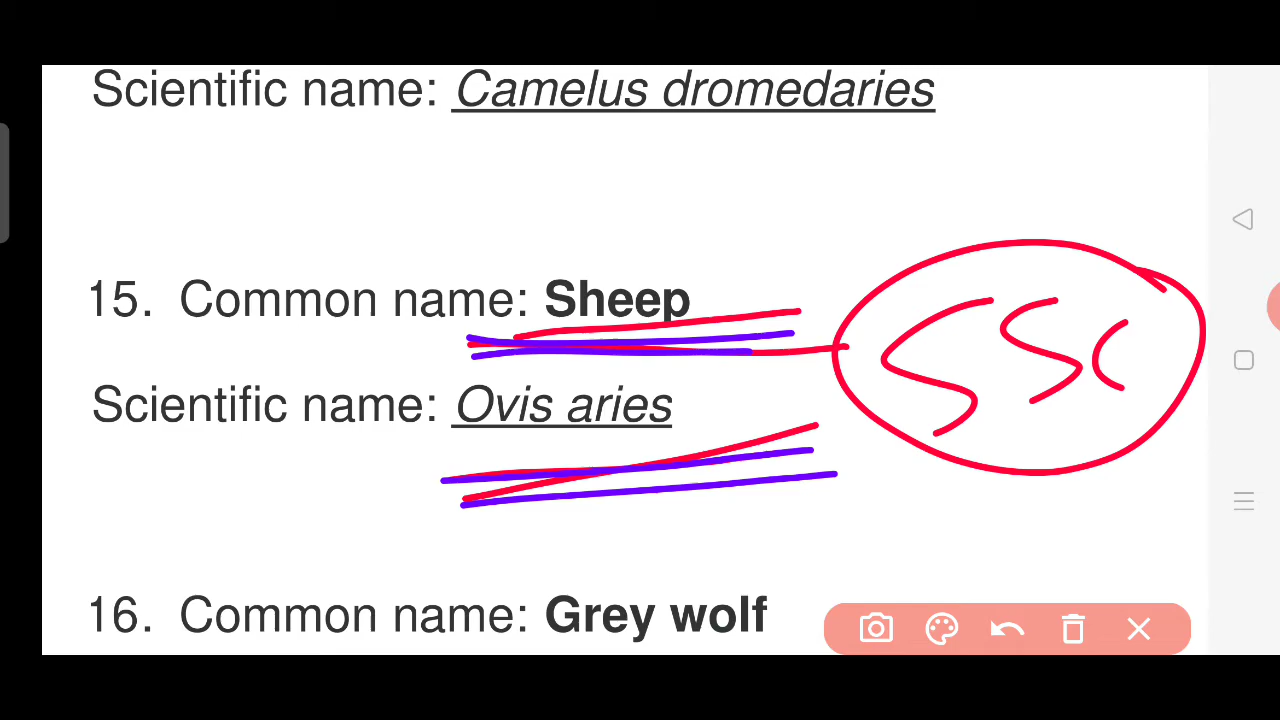 Scientific name: Camelus dromedaries
15. Common name: Sheep
SSC
Scientific name: Ovis aries
16. Common name: Grey wolf